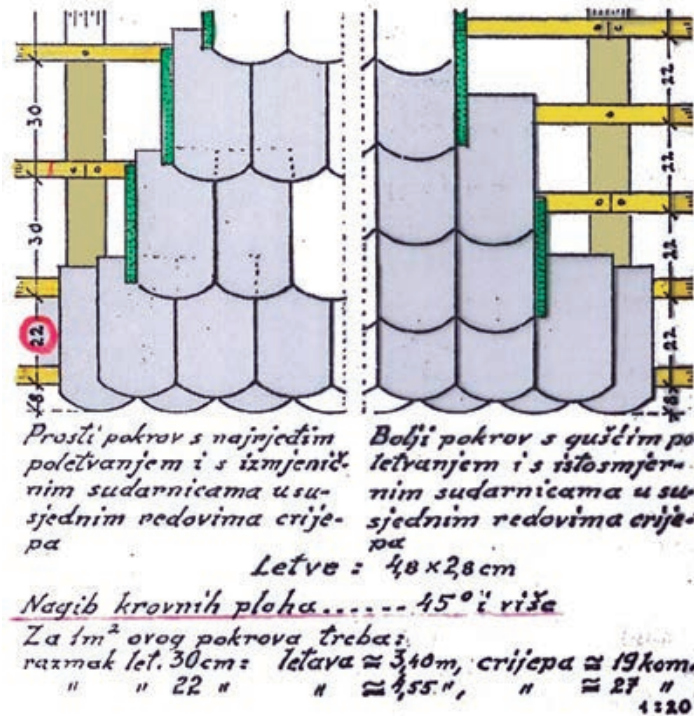 30
30
22
8
22
22
22
22
8
Prosti pokrov s najrjeđim
poletvanjem i s izmjenič-
nim sudarnicama u su-
sjednim redovima crije-
pa
Bolji pokrov s gušćim po
letvanjem i s istosmjer-
nim sudarnicama u su-
sjednim redovima crije-
pa
Letve : 4,8 × 2,8 cm
Nagib krovnih ploha...... 45° i više
Za 1m² ovog pokrova treba:
razmak let. 30cm: letava ≅ 3,40m, crijepa ≅ 19 kom
" " 22 " " ≅ 4,55 ", " ≅ 27 "
1:20